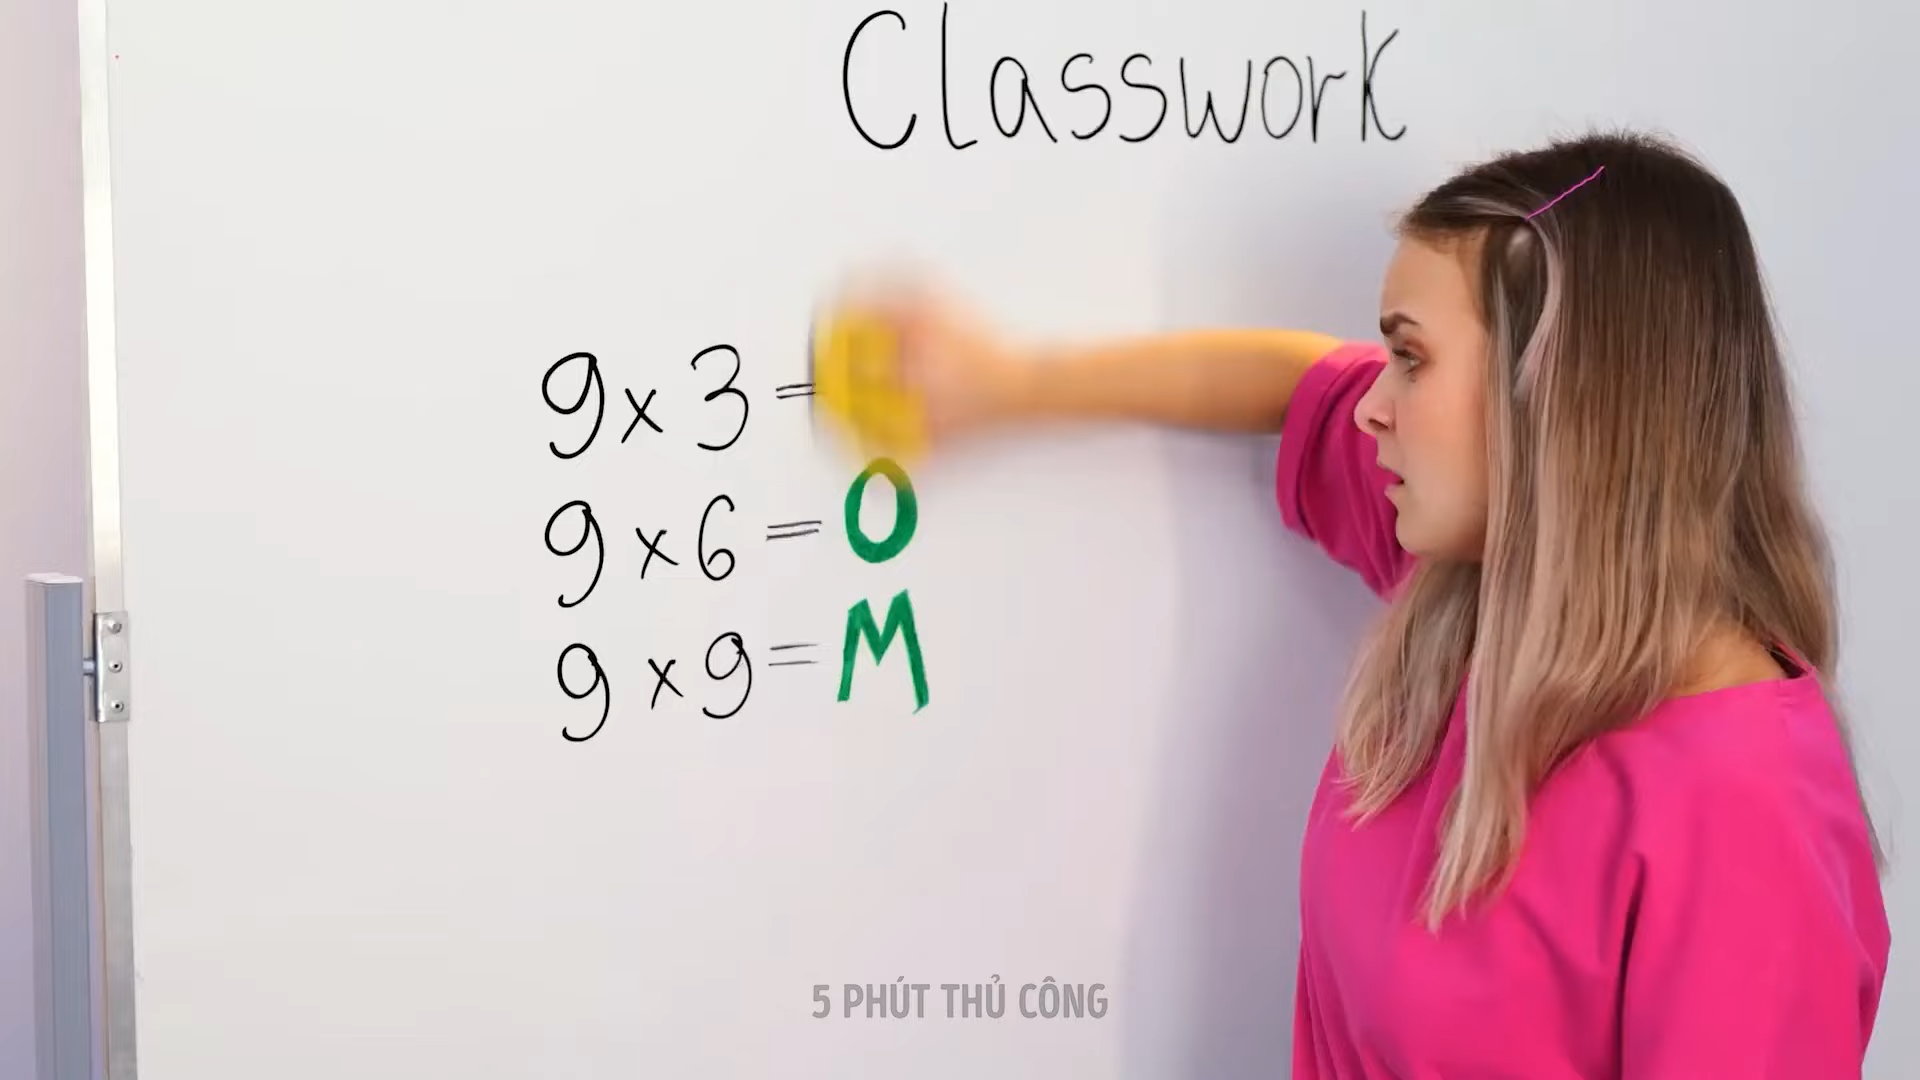 Classwork
9 x 3 =
9 x 6 = O
9 x 9 = M
5 PHÚT THỦ CÔNG